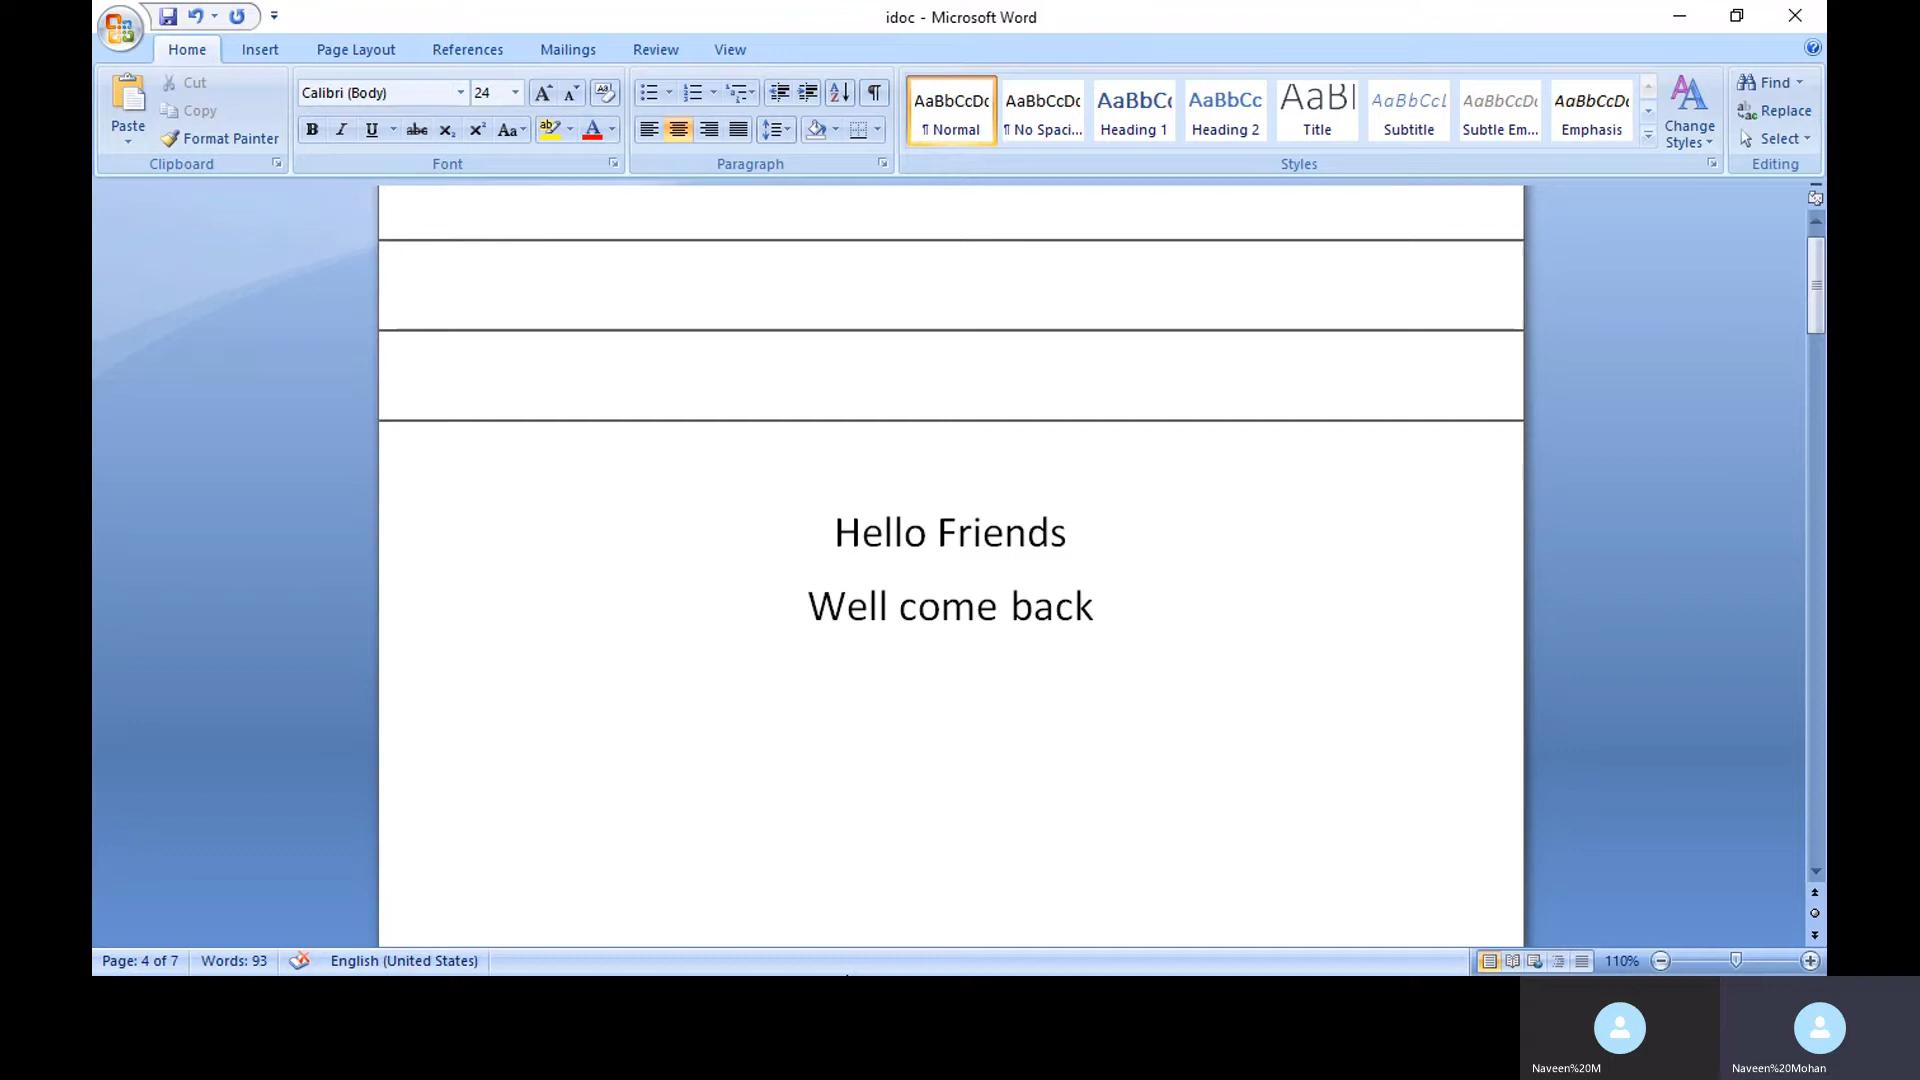 idoc - Microsoft Word
Home Insert Page Layout References Mailings Review View
Paste
Cut
Copy
Format Painter
Clipboard
Calibri (Body) 24
Font
Paragraph
AaBbCcDc AaBbCcDc AaBbC AaBbCc AaBl AaBbCcL AaBbCcDc AaBbCcDc
¶ Normal ¶ No Spaci... Heading 1 Heading 2 Title Subtitle Subtle Em... Emphasis
Change Styles
Styles
Find
Replace
Select
Editing
Hello Friends
Well come back
Page: 4 of 7 Words: 93 English (United States) 110%
Naveen%20M Naveen%20Mohan